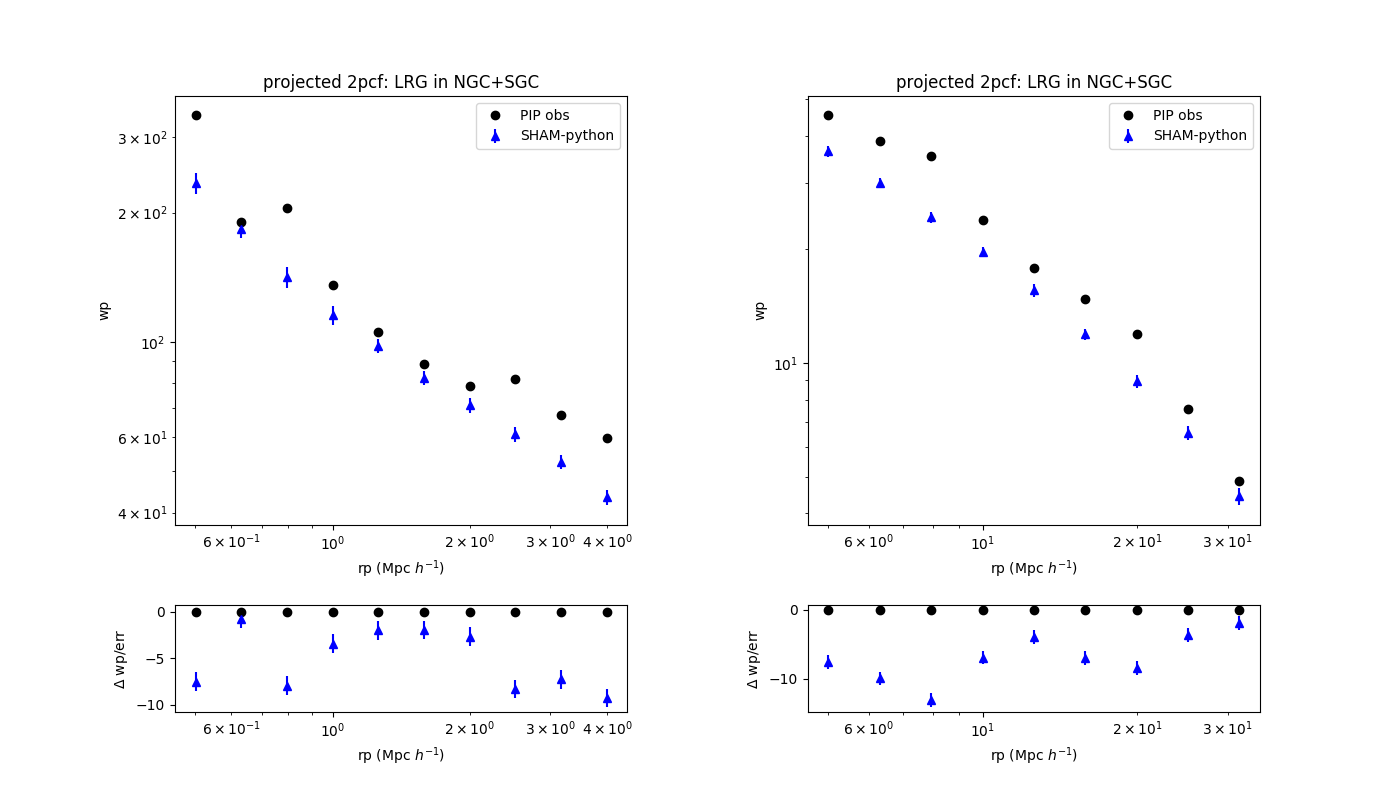 projected 2pcf: LRG in NGC+SGC
PIP obs
SHAM-python
3×10²
2×10²
10²
6×10¹
4×10¹
wp
6×10⁻¹ 10⁰ 2×10⁰ 3×10⁰ 4×10⁰
rp (Mpc h⁻¹)
0
−5
−10
Δ wp/err
6×10⁻¹ 10⁰ 2×10⁰ 3×10⁰ 4×10⁰
rp (Mpc h⁻¹)
projected 2pcf: LRG in NGC+SGC
PIP obs
SHAM-python
10¹
wp
6×10⁰ 10¹ 2×10¹ 3×10¹
rp (Mpc h⁻¹)
0
−10
Δ wp/err
6×10⁰ 10¹ 2×10¹ 3×10¹
rp (Mpc h⁻¹)